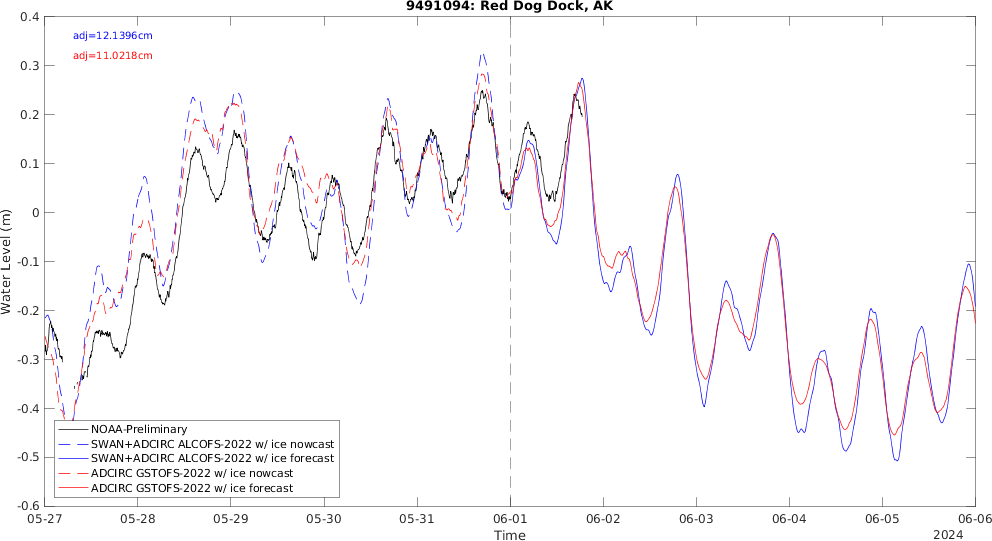 9491094: Red Dog Dock, AK
adj=12.1396cm
adj=11.0218cm
Water Level (m)
0.4
0.3
0.2
0.1
0
-0.1
-0.2
-0.3
-0.4
-0.5
-0.6
NOAA-Preliminary
SWAN+ADCIRC ALCOFS-2022 w/ ice nowcast
SWAN+ADCIRC ALCOFS-2022 w/ ice forecast
ADCIRC GSTOFS-2022 w/ ice nowcast
ADCIRC GSTOFS-2022 w/ ice forecast
05-27 05-28 05-29 05-30 05-31 06-01 06-02 06-03 06-04 06-05 06-06
Time
2024